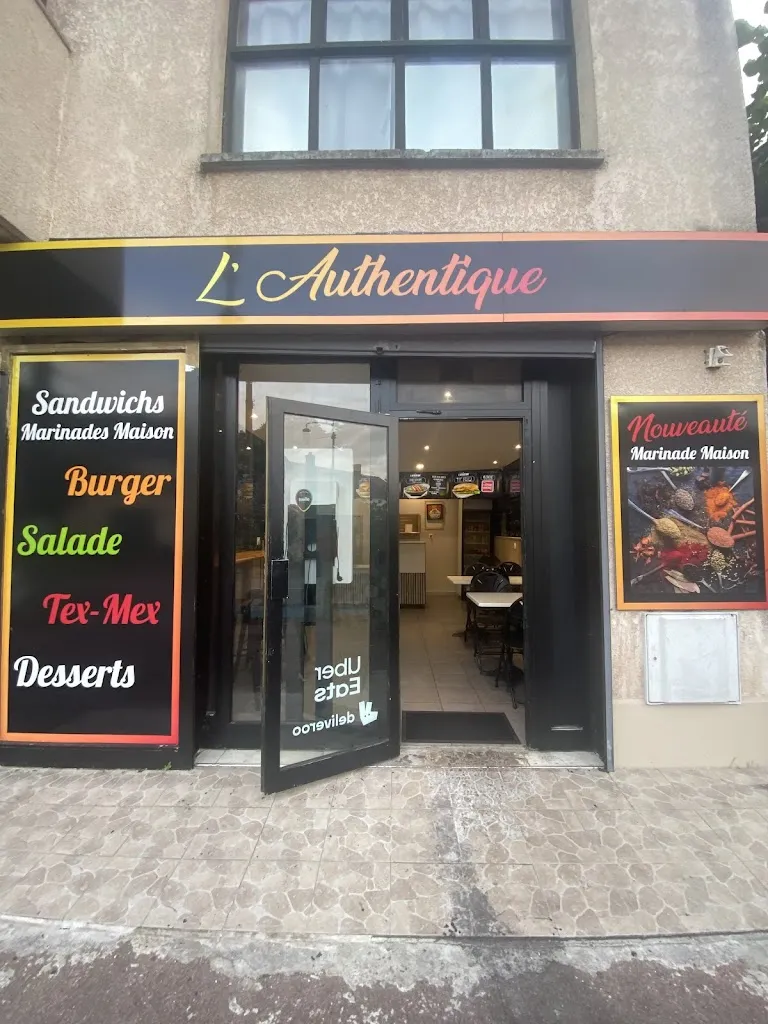 L'Authentique
Sandwichs
Marinades Maison
Burger
Salade
Tex-Mex
Desserts
Nouveauté
Marinade Maison
Uber
Eats
deliveroo